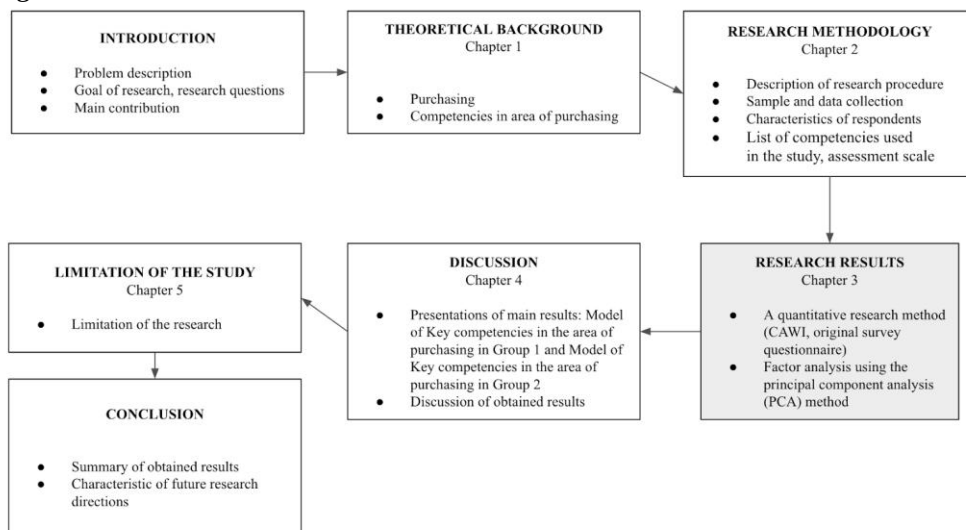 INTRODUCTION
● Problem description
● Goal of research, research questions
● Main contribution
THEORETICAL BACKGROUND
Chapter 1
● Purchasing
● Competencies in area of purchasing
RESEARCH METHODOLOGY
Chapter 2
● Description of research procedure
● Sample and data collection
● Characteristics of respondents
● List of competencies used
in the study, assessment scale
RESEARCH RESULTS
Chapter 3
● A quantitative research method
(CAWI, original survey
questionnaire)
● Factor analysis using the
principal component analysis
(PCA) method
DISCUSSION
Chapter 4
● Presentations of main results: Model
of Key competencies in the area of
purchasing in Group 1 and Model of
Key competencies in the area of
purchasing in Group 2
● Discussion of obtained results
LIMITATION OF THE STUDY
Chapter 5
● Limitation of the research
CONCLUSION
● Summary of obtained results
● Characteristic of future research
directions